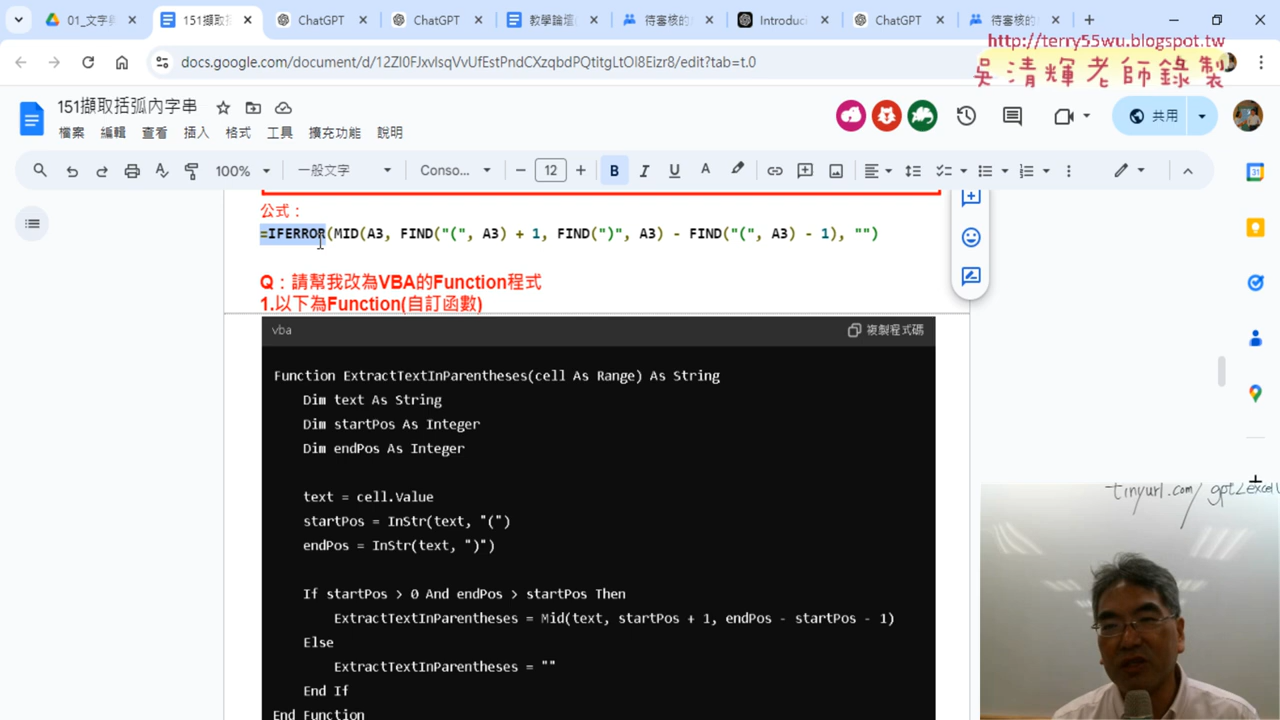 01_文字
151擷取括
ChatGPT
ChatGPT
教學論壇
待審核的
Introduc
ChatGPT
待審核的
docs.google.com/document/d/12ZI0FJxvIsqVvUfEstPndCXzqbdPQtitgLtOl8Eizr8/edit?tab=t.0
http://terry55wu.blogspot.tw
吳清輝老師錄製
151擷取括弧內字串
檔案 編輯 查看 插入 格式 工具 擴充功能 說明
共用
100% 一般文字 Conso... 12 B I U A
公式：
=IFERROR(MID(A3, FIND("(", A3) + 1, FIND(")", A3) - FIND("(", A3) - 1), "")
Q：請幫我改為VBA的Function程式
1.以下為Function(自訂函數)
vba 複製程式碼
Function ExtractTextInParentheses(cell As Range) As String
Dim text As String
Dim startPos As Integer
Dim endPos As Integer
text = cell.Value
startPos = InStr(text, "(")
endPos = InStr(text, ")")
If startPos > 0 And endPos > startPos Then
ExtractTextInParentheses = Mid(text, startPos + 1, endPos - startPos - 1)
Else
ExtractTextInParentheses = ""
End If
End Function
tinyurl.com/gpt2excel